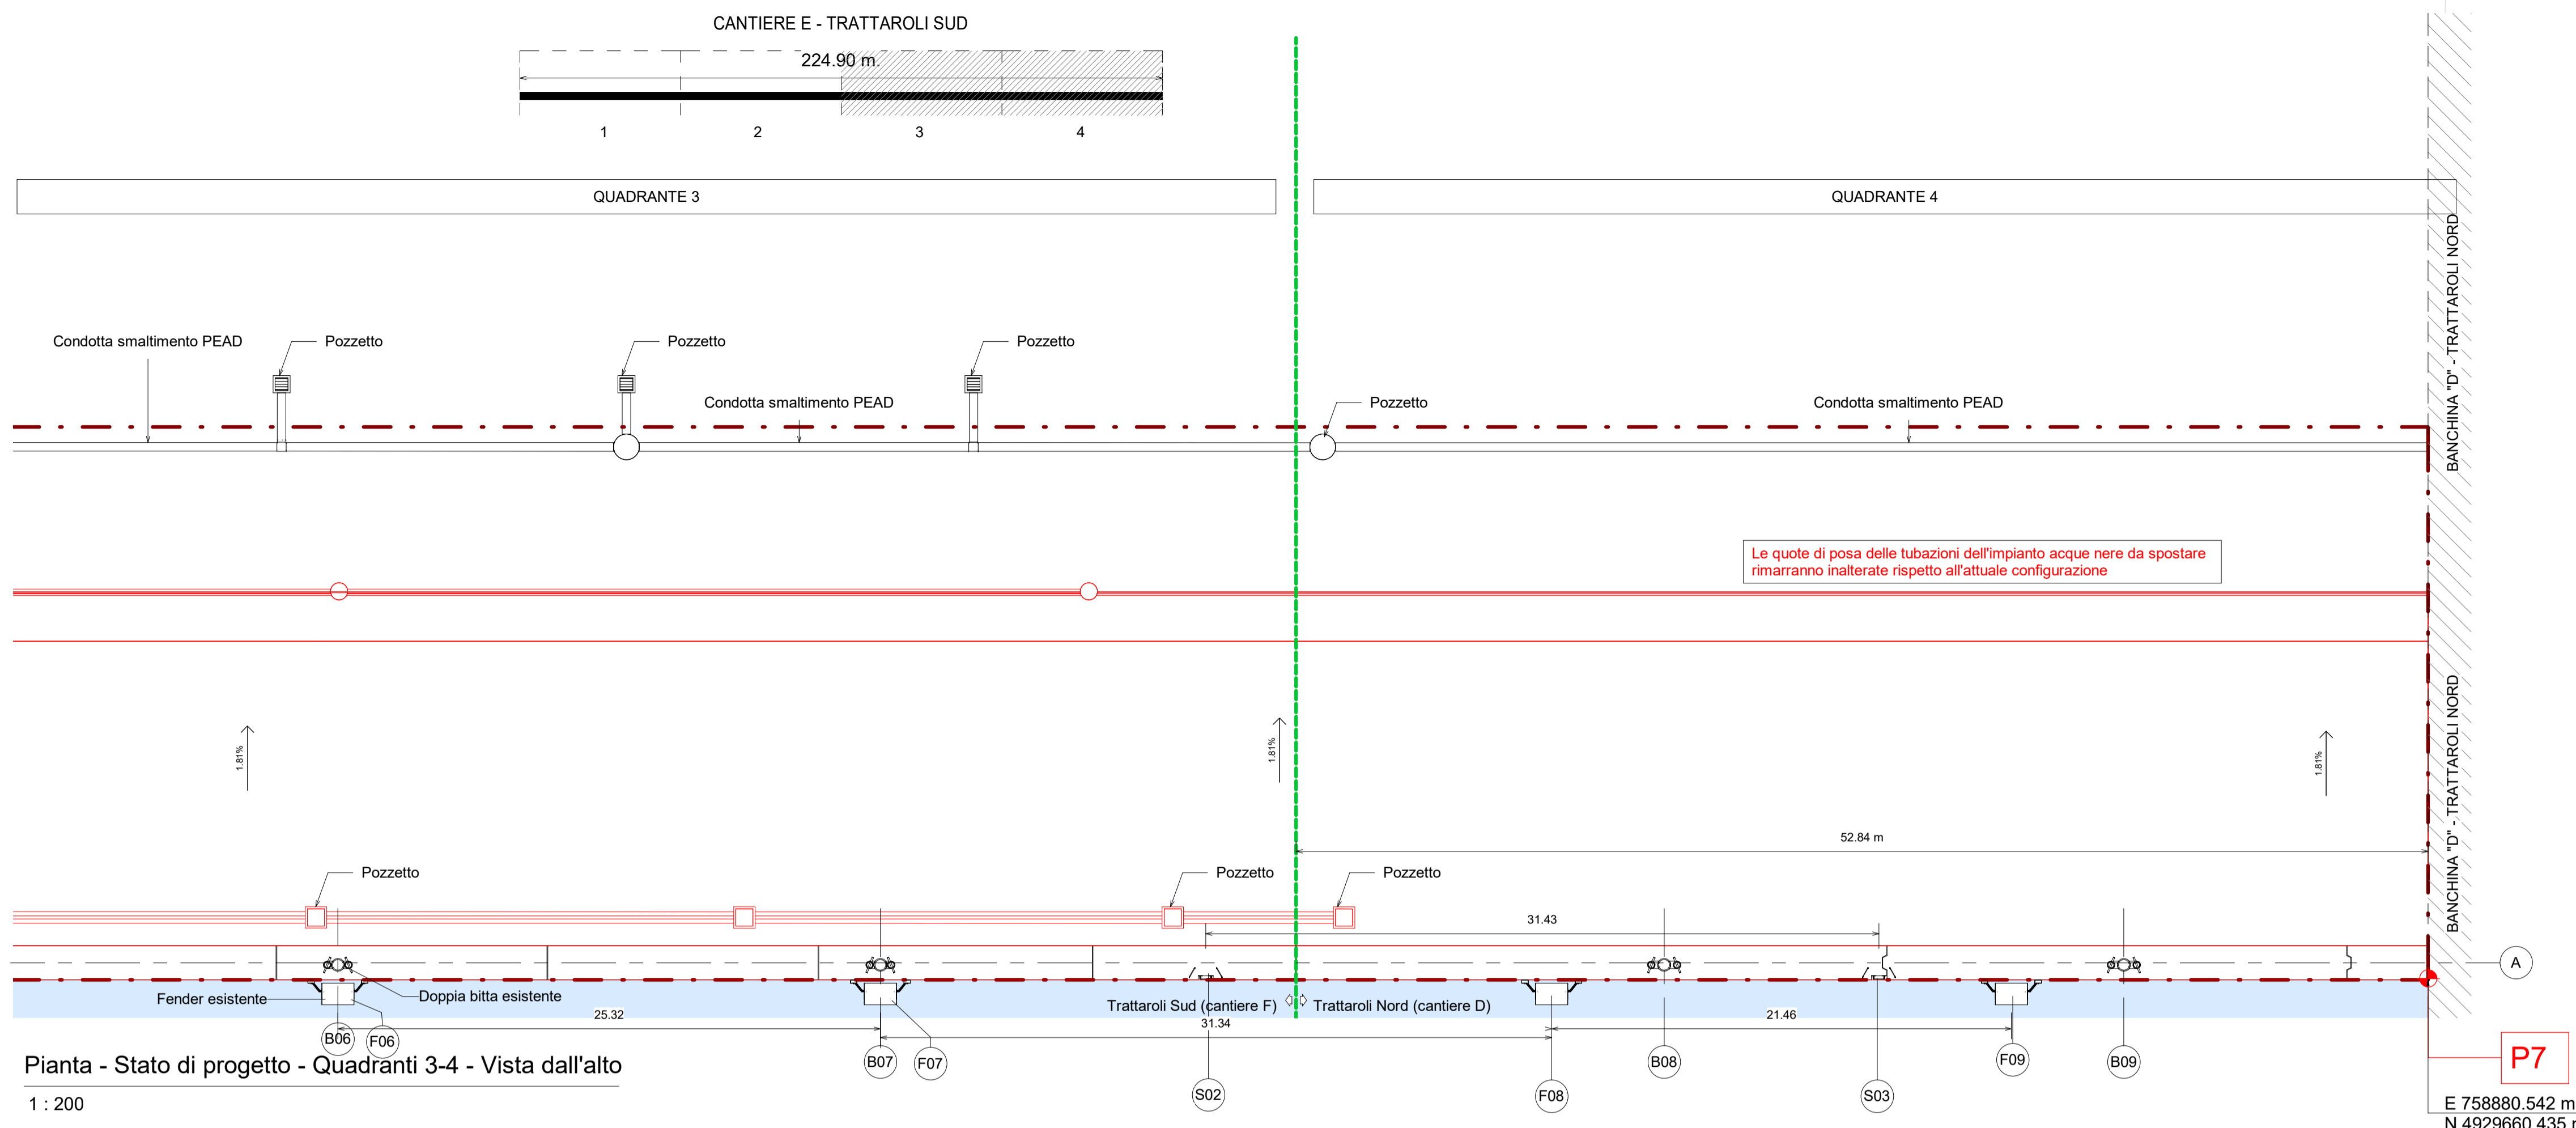 CANTIERE E - TRATTAROLI SUD
224.90 m.
1
2
3
4
QUADRANTE 3
QUADRANTE 4
BANCHINA "D" - TRATTAROLI NORD
Condotta smaltimento PEAD
Pozzetto
Pozzetto
Pozzetto
Condotta smaltimento PEAD
Pozzetto
Condotta smaltimento PEAD
Le quote di posa delle tubazioni dell'impianto acque nere da spostare
rimarranno inalterate rispetto all'attuale configurazione
1.81%
1.81%
1.81%
BANCHINA "D" - TRATTAROLI NORD
52.84 m
Pozzetto
Pozzetto
Pozzetto
31.43
A
Fender esistente
Doppia bitta esistente
Trattaroli Sud (cantiere F)
Trattaroli Nord (cantiere D)
25.32
31.34
21.46
B06
F06
B07
F07
S02
F08
B08
S03
F09
B09
P7
Pianta - Stato di progetto - Quadranti 3-4 - Vista dall'alto
1 : 200
E 758880.542 m
N 4929660.435